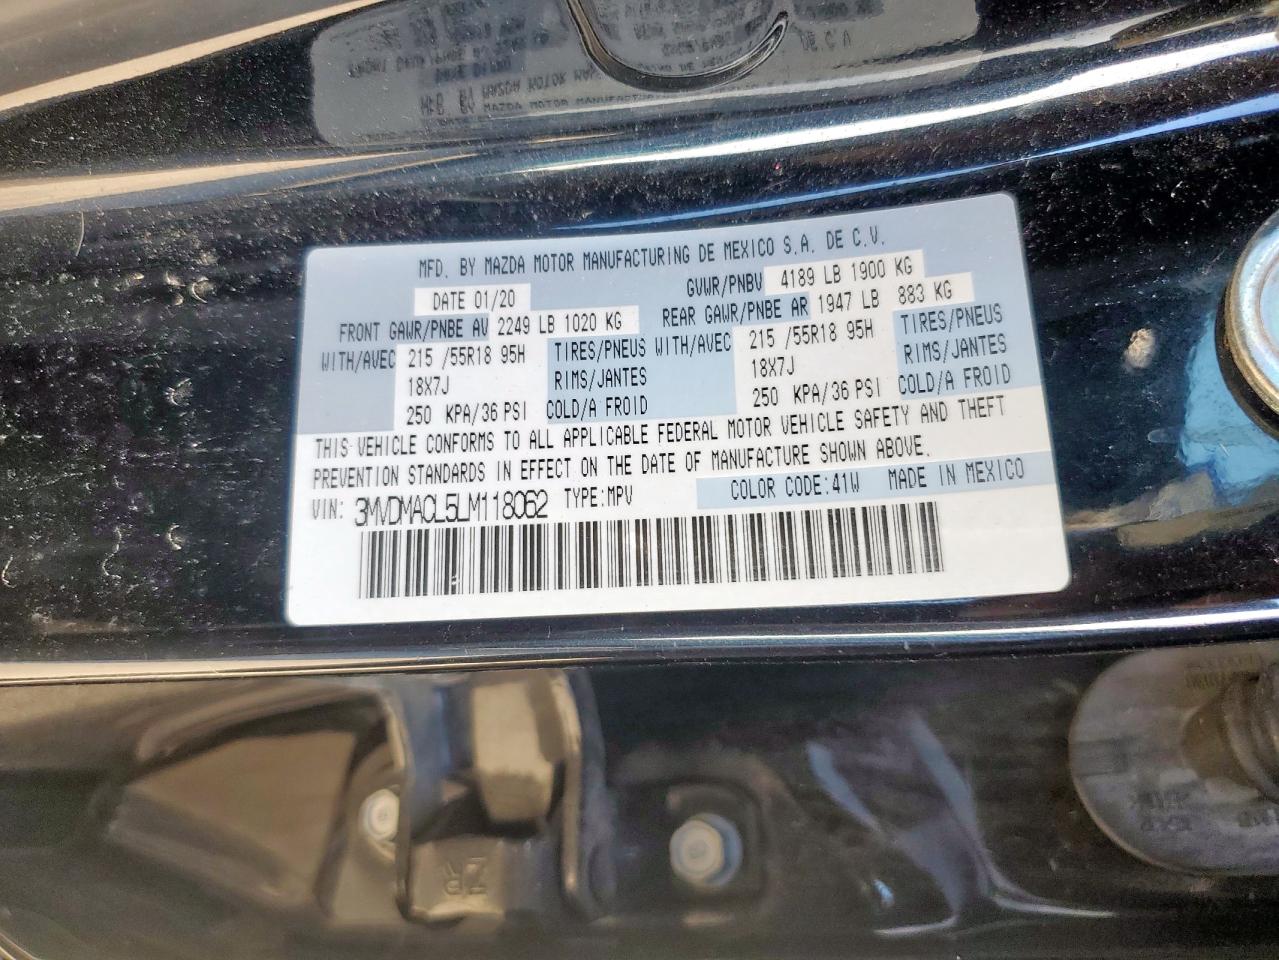 MFD. BY MAZDA MOTOR MANUFACTURING DE MEXICO S.A. DE C.V.
DATE 01/20 GVWR/PNBV 4189 LB 1900 KG
FRONT GAWR/PNBE AV 2249 LB 1020 KG REAR GAWR/PNBE AR 1947 LB 883 KG
WITH/AVEC 215 /55R18 95H TIRES/PNEUS WITH/AVEC 215 /55R18 95H TIRES/PNEUS
18X7J RIMS/JANTES 18X7J RIMS/JANTES
250 KPA/36 PSI COLD/A FROID 250 KPA/36 PSI COLD/A FROID
THIS VEHICLE CONFORMS TO ALL APPLICABLE FEDERAL MOTOR VEHICLE SAFETY AND THEFT
PREVENTION STANDARDS IN EFFECT ON THE DATE OF MANUFACTURE SHOWN ABOVE.
VIN: 3MVDMACL5LM118062 TYPE:MPV COLOR CODE:41W MADE IN MEXICO